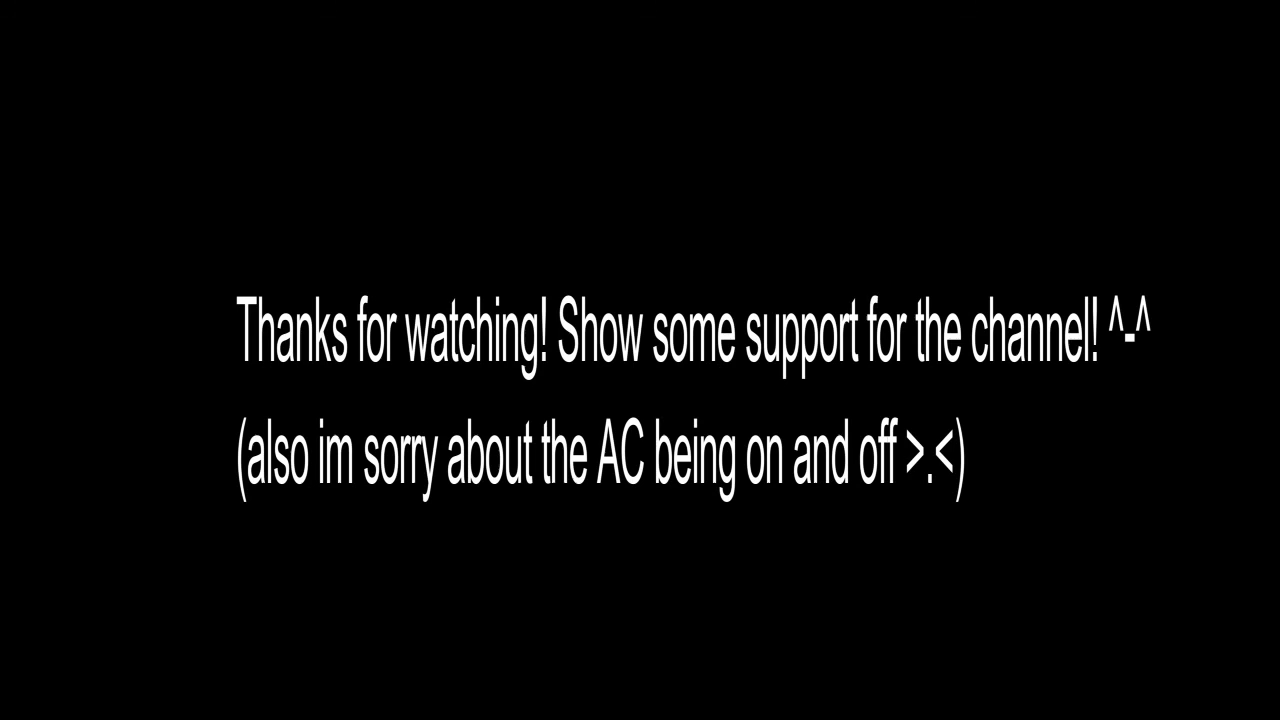 Thanks for watching! Show some support for the channel! ^-^
(also im sorry about the AC being on and off >.<)